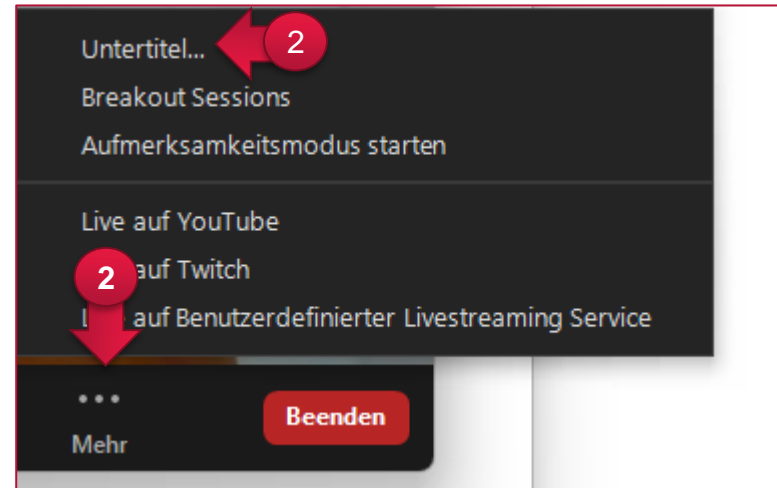 Untertitel... 2
Breakout Sessions
Aufmerksamkeitsmodus starten
Live auf YouTube
auf Twitch
2
auf Benutzerdefinierter Livestreaming Service
Beenden
Mehr